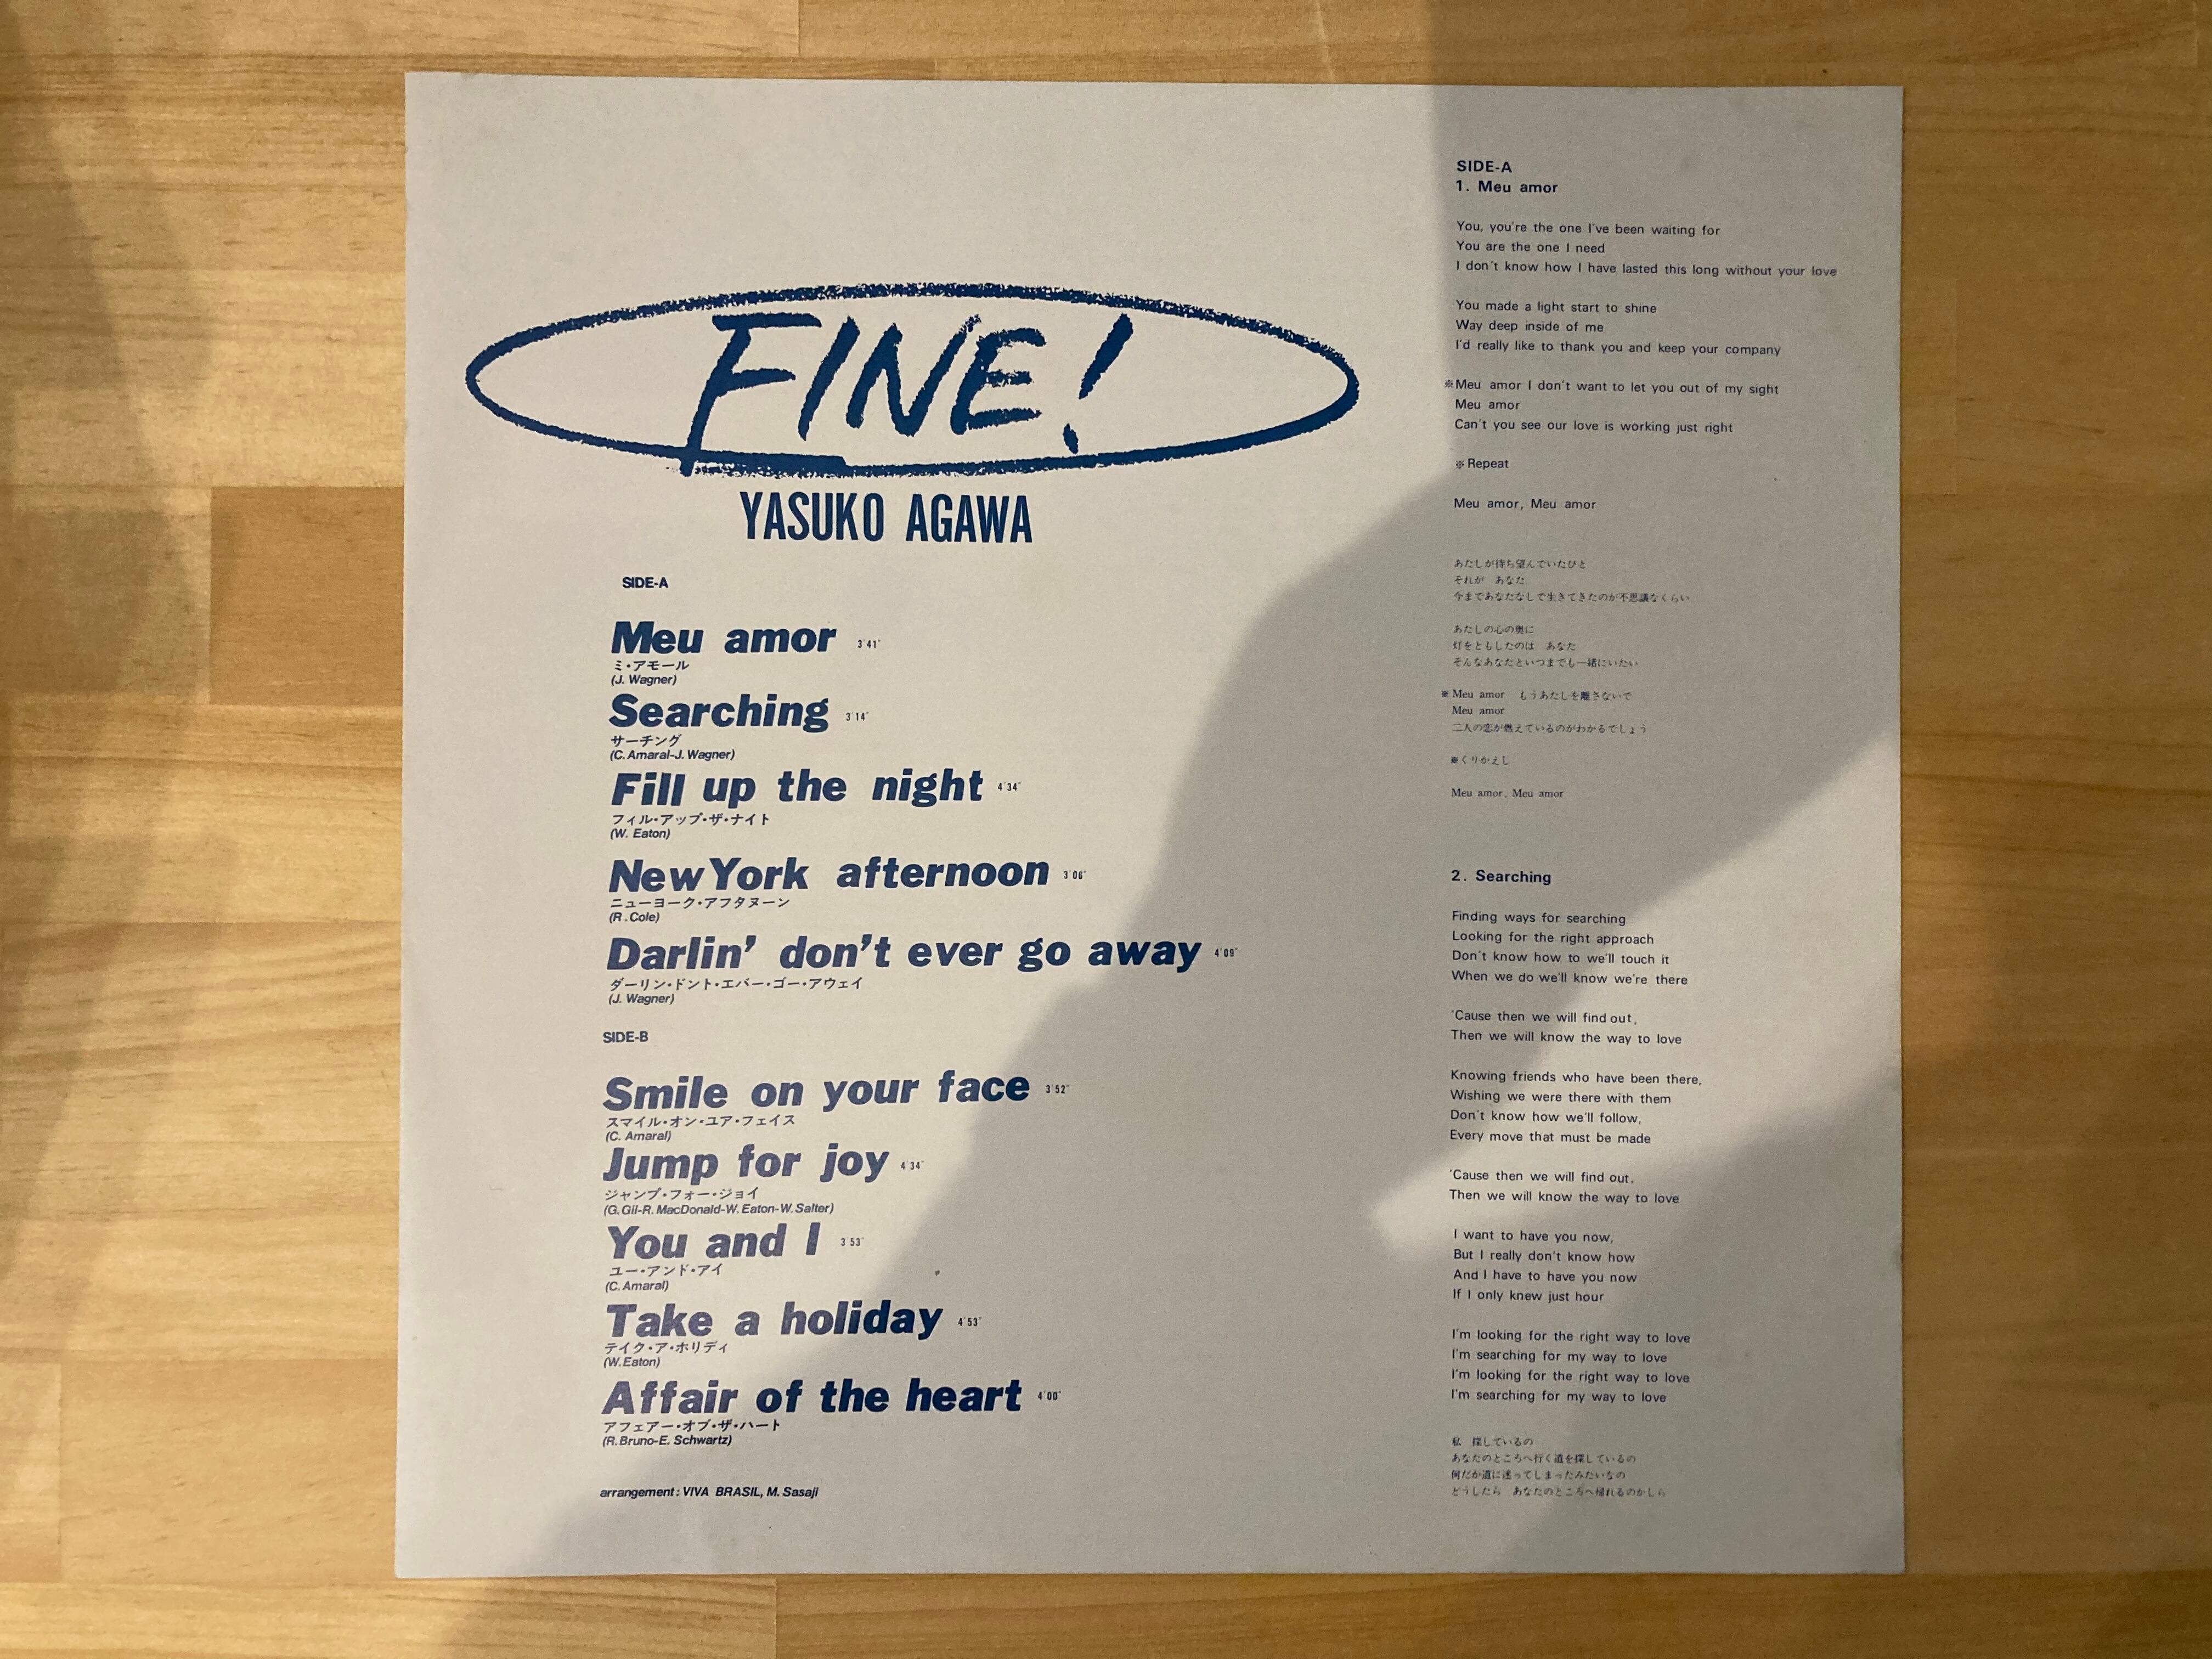 FINE!
YASUKO AGAWA
SIDE-A
Meu amor 3'41"
ミ・アモール
(J. Wagner)
Searching 3'14"
サーチング
(C. Amaral-J. Wagner)
Fill up the night 4'34"
フィル・アップ・ザ・ナイト
(W. Eaton)
New York afternoon 3'06"
ニューヨーク・アフタヌーン
(R. Cole)
Darlin' don't ever go away 4'09"
ダーリン・ドント・エバー・ゴー・アウェイ
(J. Wagner)
SIDE-B
Smile on your face 3'52"
スマイル・オン・ユア・フェイス
(C. Amaral)
Jump for joy 4'34"
ジャンプ・フォー・ジョイ
(G. Gil-R. MacDonald-W. Eaton-W. Salter)
You and I 3'53"
ユー・アンド・アイ
(C. Amaral)
Take a holiday 4'53"
テイク・ア・ホリディ
(W. Eaton)
Affair of the heart 4'00"
アフェアー・オブ・ザ・ハート
(R. Bruno-E. Schwartz)
arrangement : VIVA BRASIL, M. Sasaji
SIDE-A
1. Meu amor
You, you're the one I've been waiting for
You are the one I need
I don't know how I have lasted this long without your love
You made a light start to shine
Way deep inside of me
I'd really like to thank you and keep your company
※Meu amor I don't want to let you out of my sight
Meu amor
Can't you see our love is working just right
※Repeat
Meu amor, Meu amor
あたしが待ち望んでいたひと
それが　あなた
今まであなたなしで生きてきたのが不思議なくらい
あたしの心の奥に
灯をともしたのは　あなた
そんなあなたといつまでも一緒にいたい
※Meu amor　もうあたしを離さないで
Meu amor
二人の恋が燃えているのがわかるでしょう
※くりかえし
Meu amor, Meu amor
2. Searching
Finding ways for searching
Looking for the right approach
Don't know how to we'll touch it
When we do we'll know we're there
'Cause then we will find out,
Then we will know the way to love
Knowing friends who have been there,
Wishing we were there with them
Don't know how we'll follow,
Every move that must be made
'Cause then we will find out,
Then we will know the way to love
I want to have you now,
But I really don't know how
And I have to have you now
If I only knew just hour
I'm looking for the right way to love
I'm searching for my way to love
I'm looking for the right way to love
I'm searching for my way to love
私　探しているの
あなたのところへ行く道を探しているの
何だか道に迷ってしまったみたいなの
どうしたら　あなたのところへ帰れるのかしら